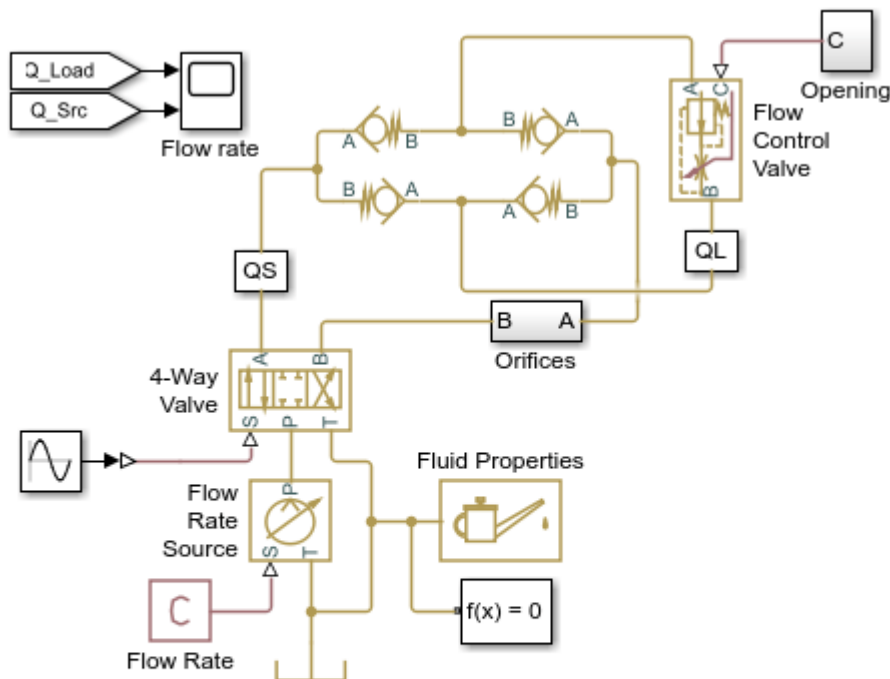 Q_Load
Q_Src
Flow rate
C
Opening
A
C
Flow
Control
Valve
B
A
B
B
A
B
A
A
B
QS
QL
B
A
Orifices
4-Way
Valve
A
B
S
P
T
Fluid Properties
Flow
Rate
Source
P
S
T
C
Flow Rate
f(x) = 0